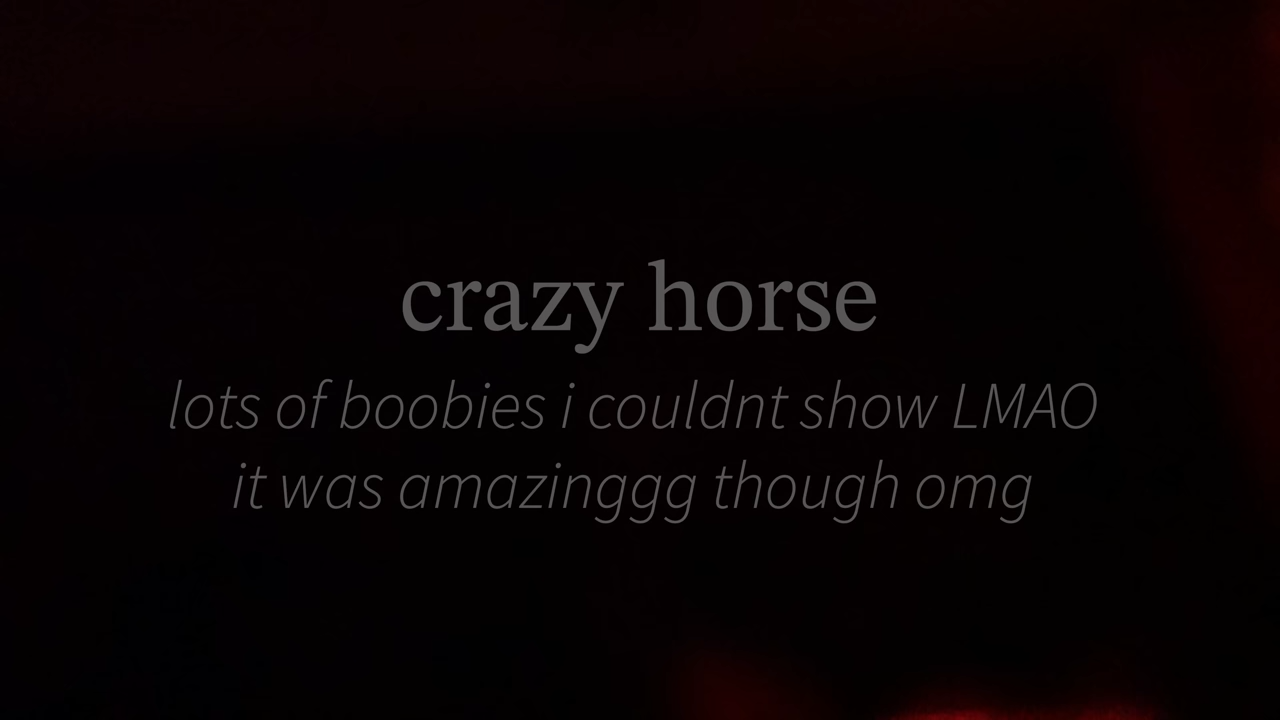 crazy horse
lots of boobies i couldnt show LMAO
it was amazinggg though omg